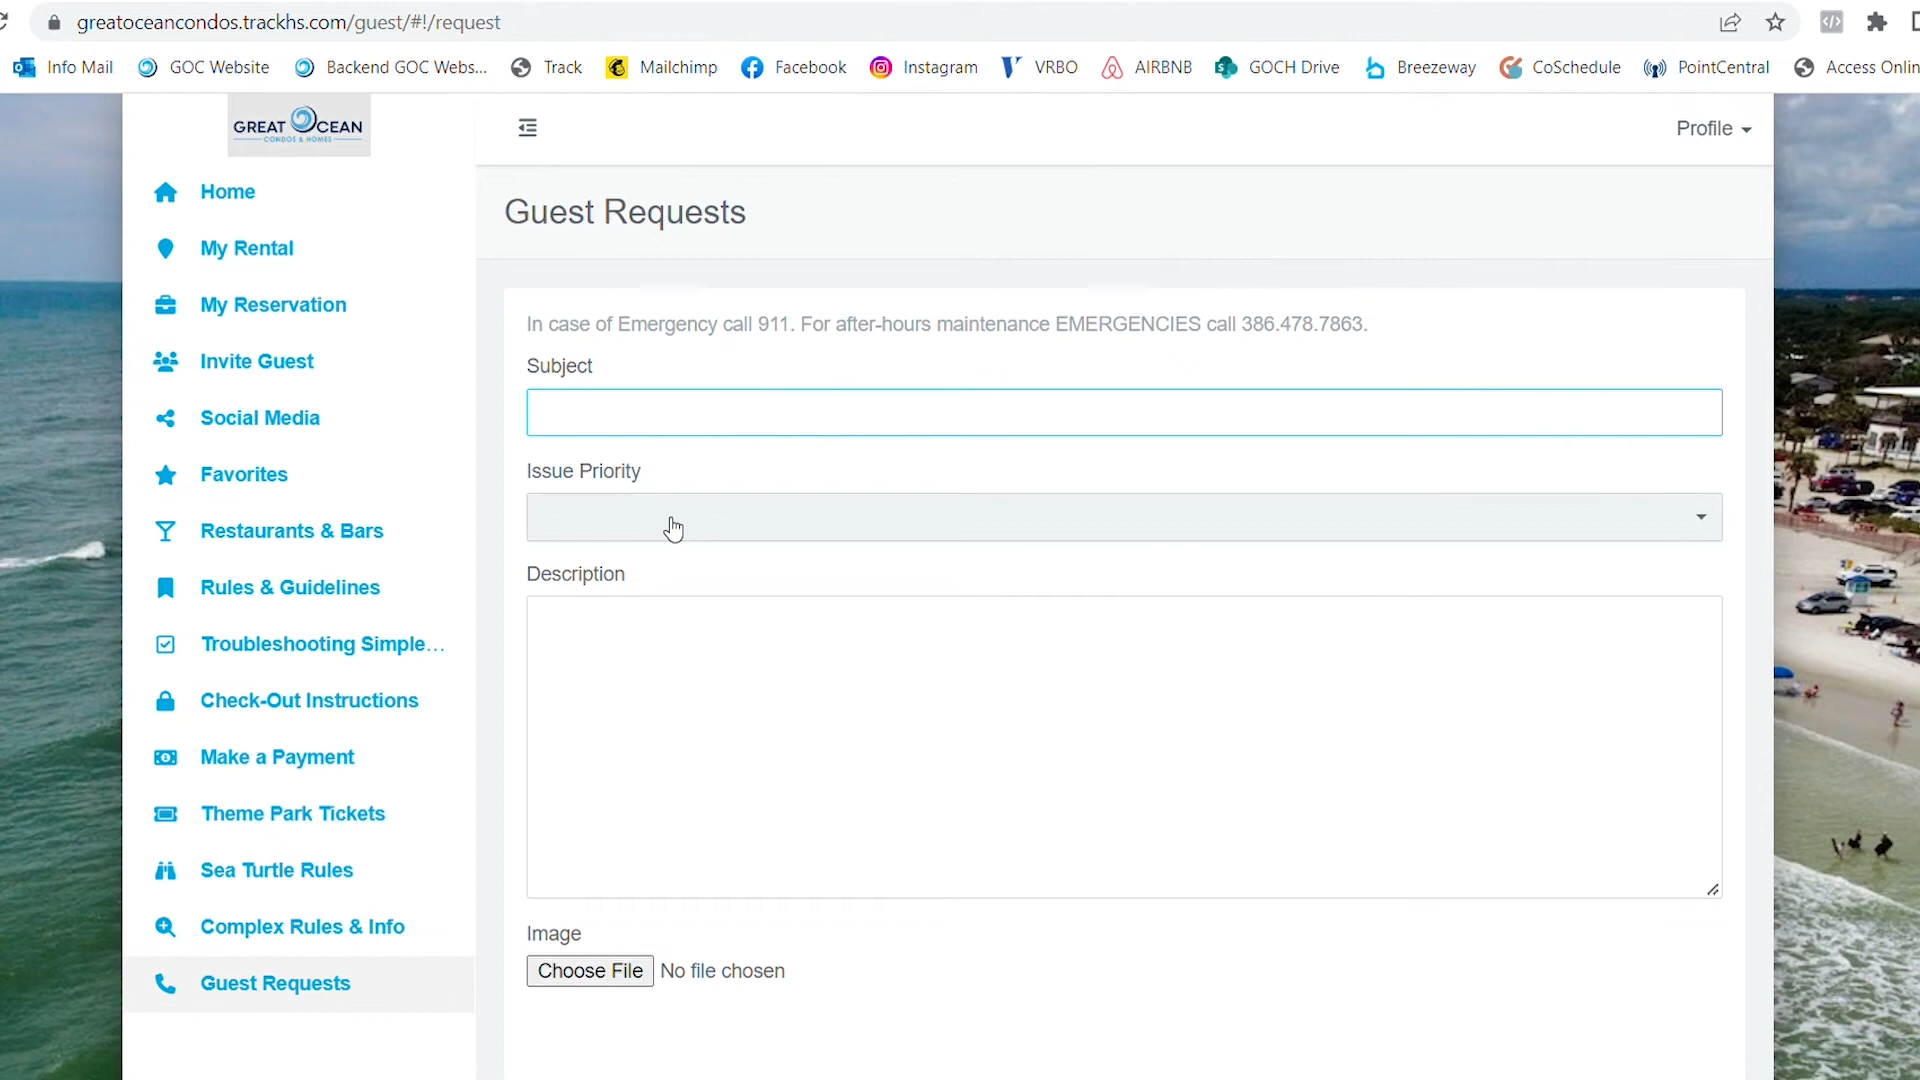 greatoceancondos.trackhs.com/guest/#!/request
Info Mail
GOC Website
Backend GOC Webs...
Track
Mailchimp
Facebook
Instagram
VRBO
AIRBNB
GOCH Drive
Breezeway
CoSchedule
PointCentral
Access Onlin
GREAT OCEAN
CONDOS & HOMES
Profile
Home
My Rental
My Reservation
Invite Guest
Social Media
Favorites
Restaurants & Bars
Rules & Guidelines
Troubleshooting Simple...
Check-Out Instructions
Make a Payment
Theme Park Tickets
Sea Turtle Rules
Complex Rules & Info
Guest Requests
Guest Requests
In case of Emergency call 911. For after-hours maintenance EMERGENCIES call 386.478.7863.
Subject
Issue Priority
Description
Image
Choose File No file chosen